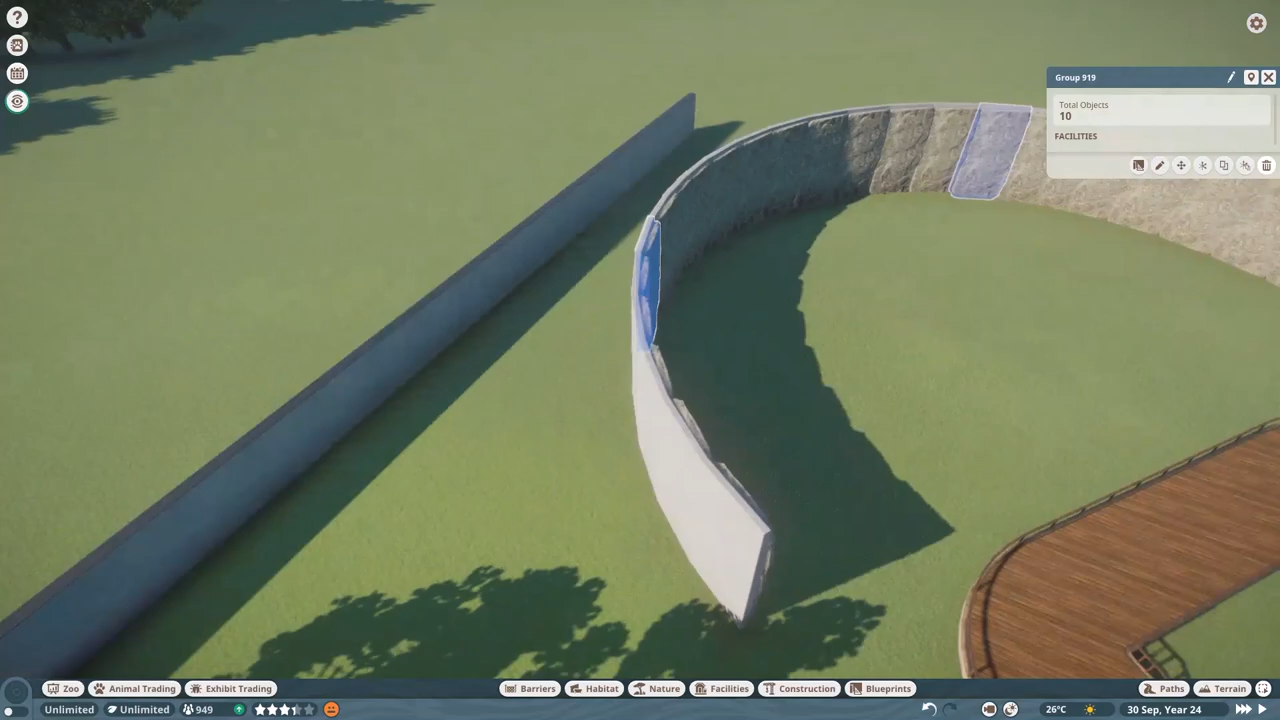 Group 919
Total Objects
10
FACILITIES
Zoo
Animal Trading
Exhibit Trading
Barriers
Habitat
Nature
Facilities
Construction
Blueprints
Paths
Terrain
Unlimited
Unlimited
949
26°C
30 Sep, Year 24